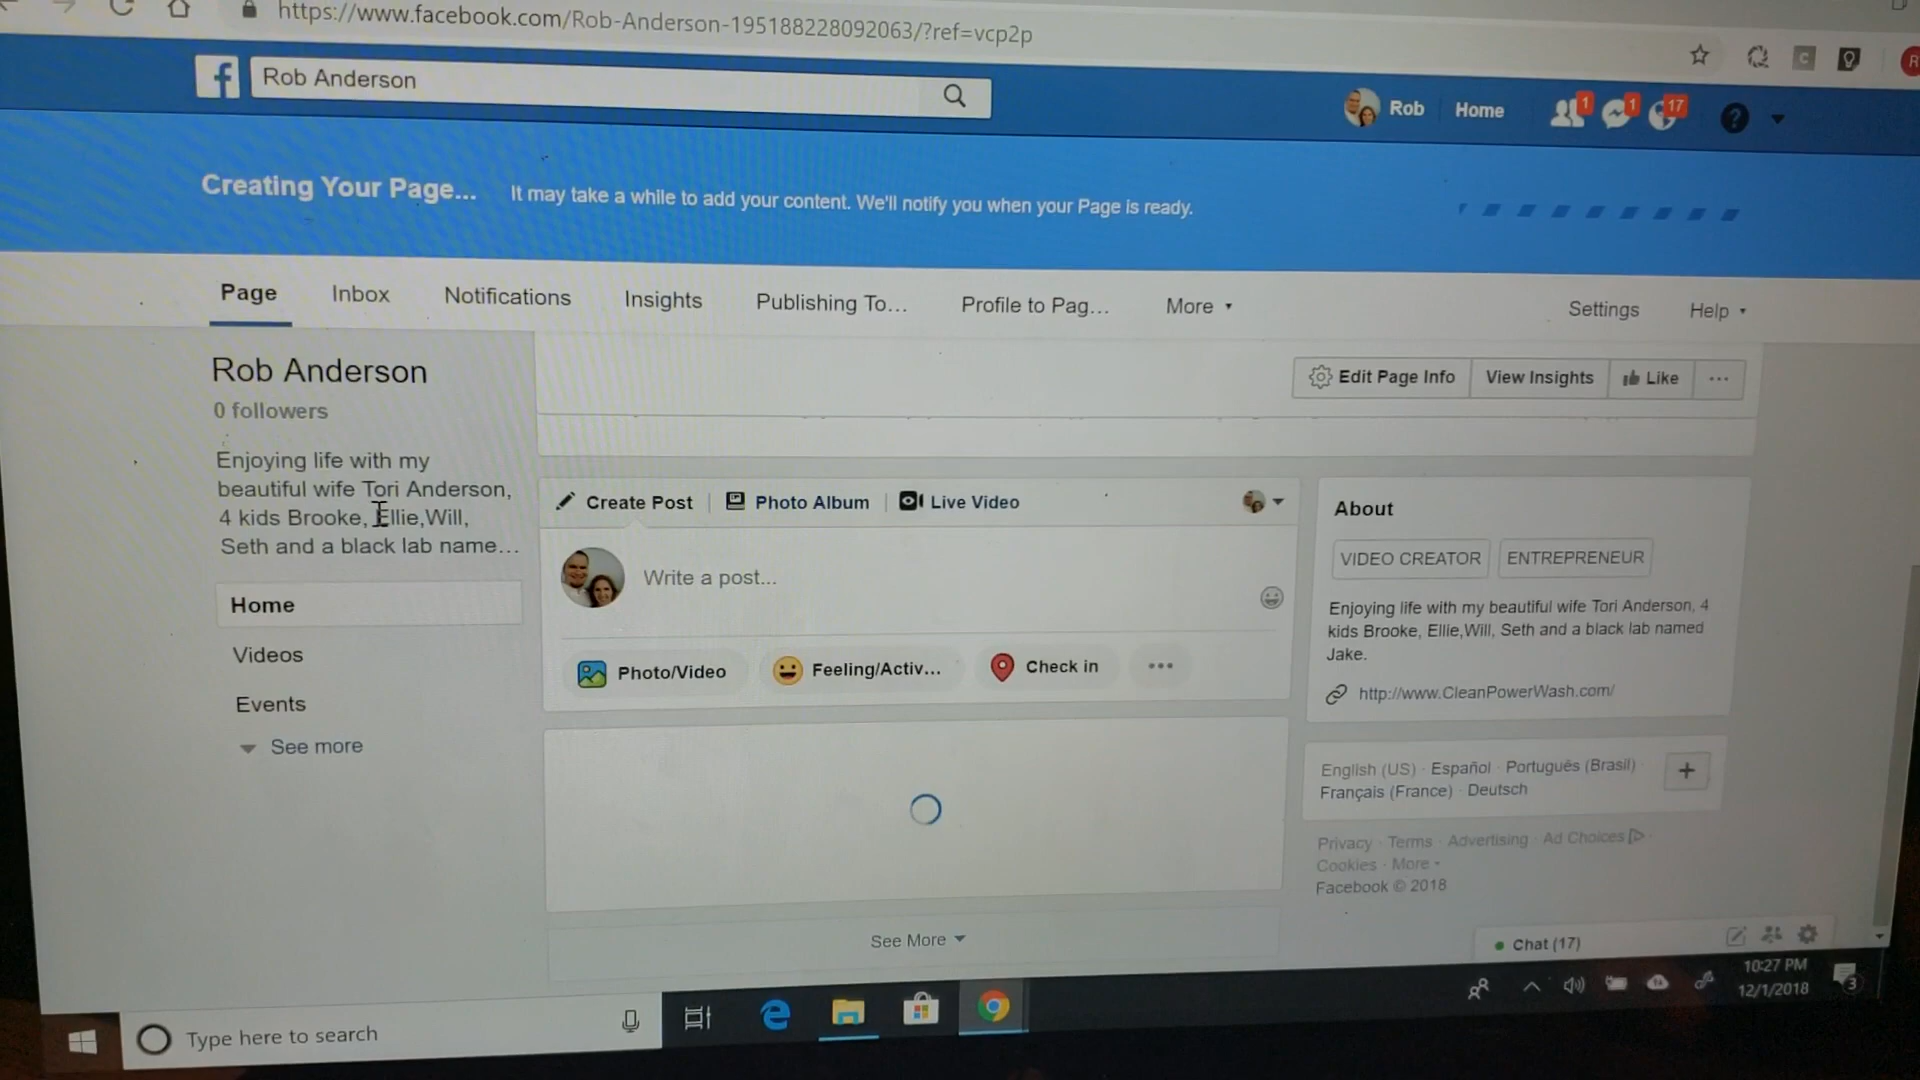 https://www.facebook.com/Rob-Anderson-195188228092063/?ref=vcp2p
Rob Anderson
Rob
Home
1
1
17
?
Creating Your Page...
It may take a while to add your content. We'll notify you when your Page is ready.
Page
Inbox
Notifications
Insights
Publishing To...
Profile to Pag...
More
Settings
Help
Rob Anderson
0 followers
Enjoying life with my
beautiful wife Tori Anderson,
4 kids Brooke, Ellie,Will,
Seth and a black lab name...
Home
Videos
Events
See more
Edit Page Info
View Insights
Like
...
Create Post
Photo Album
Live Video
Write a post...
Photo/Video
Feeling/Activ...
Check in
...
See More
About
VIDEO CREATOR
ENTREPRENEUR
Enjoying life with my beautiful wife Tori Anderson, 4
kids Brooke, Ellie,Will, Seth and a black lab named
Jake.
http://www.CleanPowerWash.com/
English (US) · Español · Português (Brasil) ·
Français (France) · Deutsch
+
Privacy · Terms · Advertising · Ad Choices ·
Cookies · More
Facebook © 2018
Chat (17)
Type here to search
10:27 PM
12/1/2018
3